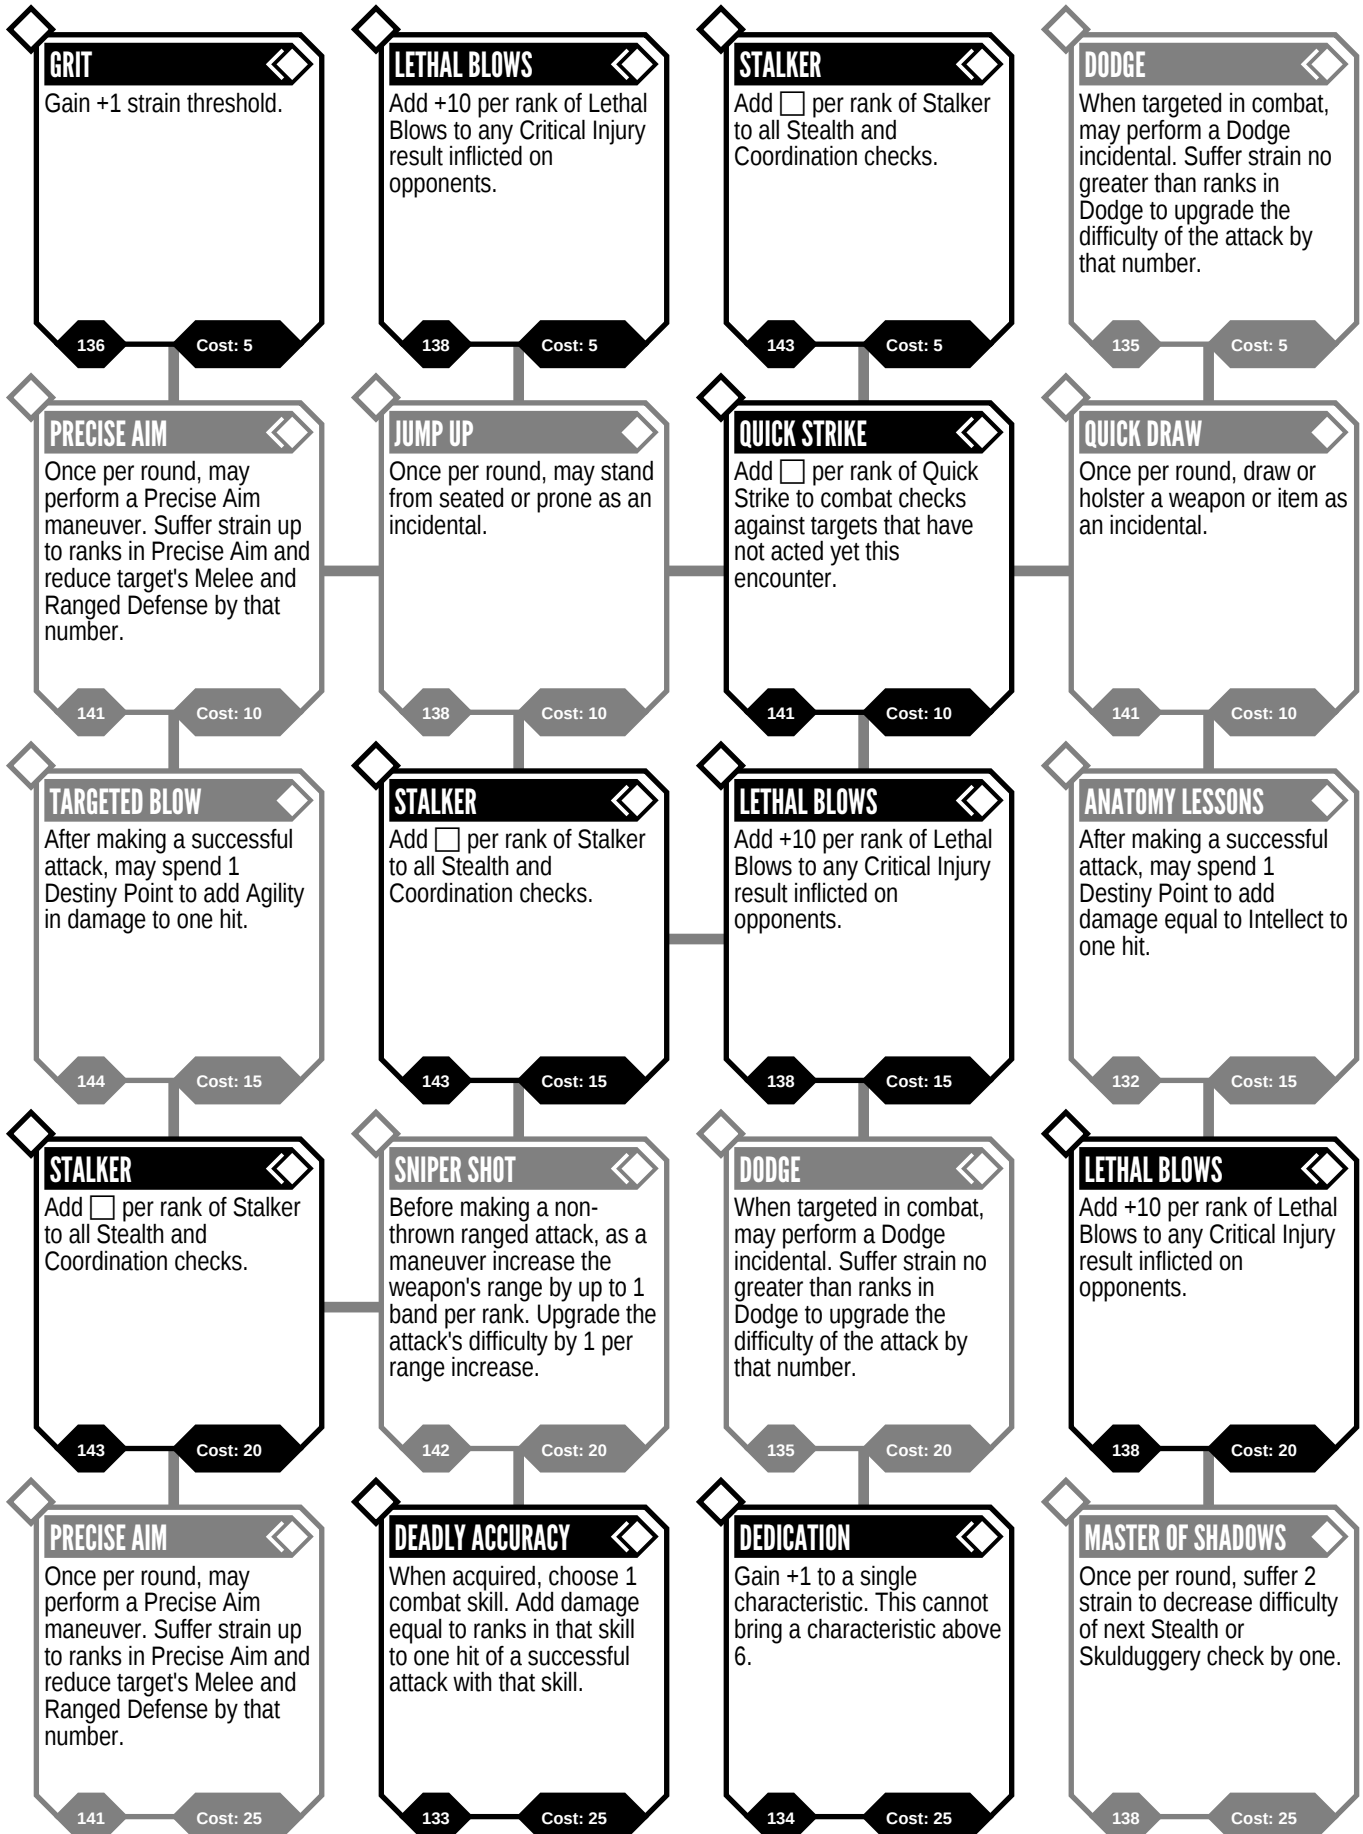 GRIT
Gain +1 strain threshold.
136
Cost: 5
LETHAL BLOWS
Add +10 per rank of Lethal
Blows to any Critical Injury
result inflicted on
opponents.
138
Cost: 5
STALKER
Add □ per rank of Stalker
to all Stealth and
Coordination checks.
143
Cost: 5
DODGE
When targeted in combat,
may perform a Dodge
incidental. Suffer strain no
greater than ranks in
Dodge to upgrade the
difficulty of the attack by
that number.
135
Cost: 5
PRECISE AIM
Once per round, may
perform a Precise Aim
maneuver. Suffer strain up
to ranks in Precise Aim and
reduce target's Melee and
Ranged Defense by that
number.
141
Cost: 10
JUMP UP
Once per round, may stand
from seated or prone as an
incidental.
138
Cost: 10
QUICK STRIKE
Add □ per rank of Quick
Strike to combat checks
against targets that have
not acted yet this
encounter.
141
Cost: 10
QUICK DRAW
Once per round, draw or
holster a weapon or item as
an incidental.
141
Cost: 10
TARGETED BLOW
After making a successful
attack, may spend 1
Destiny Point to add Agility
in damage to one hit.
144
Cost: 15
STALKER
Add □ per rank of Stalker
to all Stealth and
Coordination checks.
143
Cost: 15
LETHAL BLOWS
Add +10 per rank of Lethal
Blows to any Critical Injury
result inflicted on
opponents.
138
Cost: 15
ANATOMY LESSONS
After making a successful
attack, may spend 1
Destiny Point to add
damage equal to Intellect to
one hit.
132
Cost: 15
STALKER
Add □ per rank of Stalker
to all Stealth and
Coordination checks.
143
Cost: 20
SNIPER SHOT
Before making a non-
thrown ranged attack, as a
maneuver increase the
weapon's range by up to 1
band per rank. Upgrade the
attack's difficulty by 1 per
range increase.
142
Cost: 20
DODGE
When targeted in combat,
may perform a Dodge
incidental. Suffer strain no
greater than ranks in
Dodge to upgrade the
difficulty of the attack by
that number.
135
Cost: 20
LETHAL BLOWS
Add +10 per rank of Lethal
Blows to any Critical Injury
result inflicted on
opponents.
138
Cost: 20
PRECISE AIM
Once per round, may
perform a Precise Aim
maneuver. Suffer strain up
to ranks in Precise Aim and
reduce target's Melee and
Ranged Defense by that
number.
141
Cost: 25
DEADLY ACCURACY
When acquired, choose 1
combat skill. Add damage
equal to ranks in that skill
to one hit of a successful
attack with that skill.
133
Cost: 25
DEDICATION
Gain +1 to a single
characteristic. This cannot
bring a characteristic above
6.
134
Cost: 25
MASTER OF SHADOWS
Once per round, suffer 2
strain to decrease difficulty
of next Stealth or
Skulduggery check by one.
138
Cost: 25